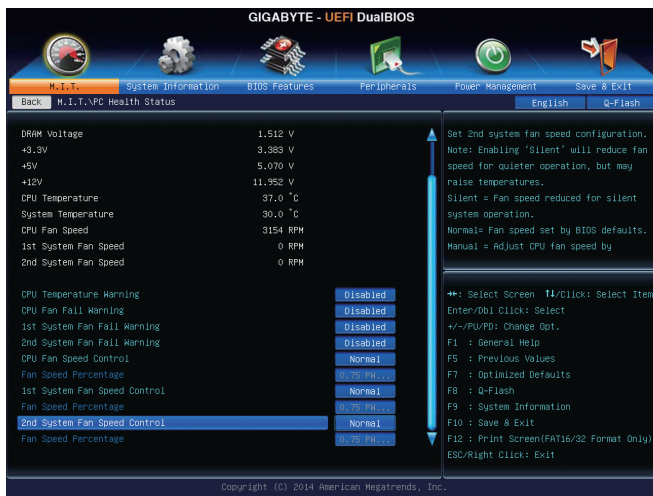 GIGABYTE - UEFI DualBIOS
M.I.T. System Information BIOS Features Peripherals Power Management Save & Exit
Back M.I.T.\PC Health Status English Q-Flash
DRAM Voltage 1.512 V
+3.3V 3.383 V
+5V 5.070 V
+12V 11.952 V
CPU Temperature 37.0 °C
System Temperature 30.0 °C
CPU Fan Speed 3154 RPM
1st System Fan Speed 0 RPM
2nd System Fan Speed 0 RPM
CPU Temperature Warning Disabled
CPU Fan Fail Warning Disabled
1st System Fan Fail Warning Disabled
2nd System Fan Fail Warning Disabled
CPU Fan Speed Control Normal
Fan Speed Percentage 0.75 PW...
1st System Fan Speed Control Normal
Fan Speed Percentage 0.75 PW...
2nd System Fan Speed Control Normal
Fan Speed Percentage 0.75 PW...
Set 2nd system fan speed configuration.
Note: Enabling 'Silent' will reduce fan
speed for quieter operation, but may
raise temperatures.
Silent = Fan speed reduced for silent
system operation.
Normal= Fan speed set by BIOS defaults.
Manual = Adjust CPU fan speed by
→←: Select Screen ↑↓/Click: Select Item
Enter/Dbl Click: Select
+/-/PU/PD: Change Opt.
F1 : General Help
F5 : Previous Values
F7 : Optimized Defaults
F8 : Q-Flash
F9 : System Information
F10 : Save & Exit
F12 : Print Screen(FAT16/32 Format Only)
ESC/Right Click: Exit
Copyright (C) 2014 American Megatrends, Inc.